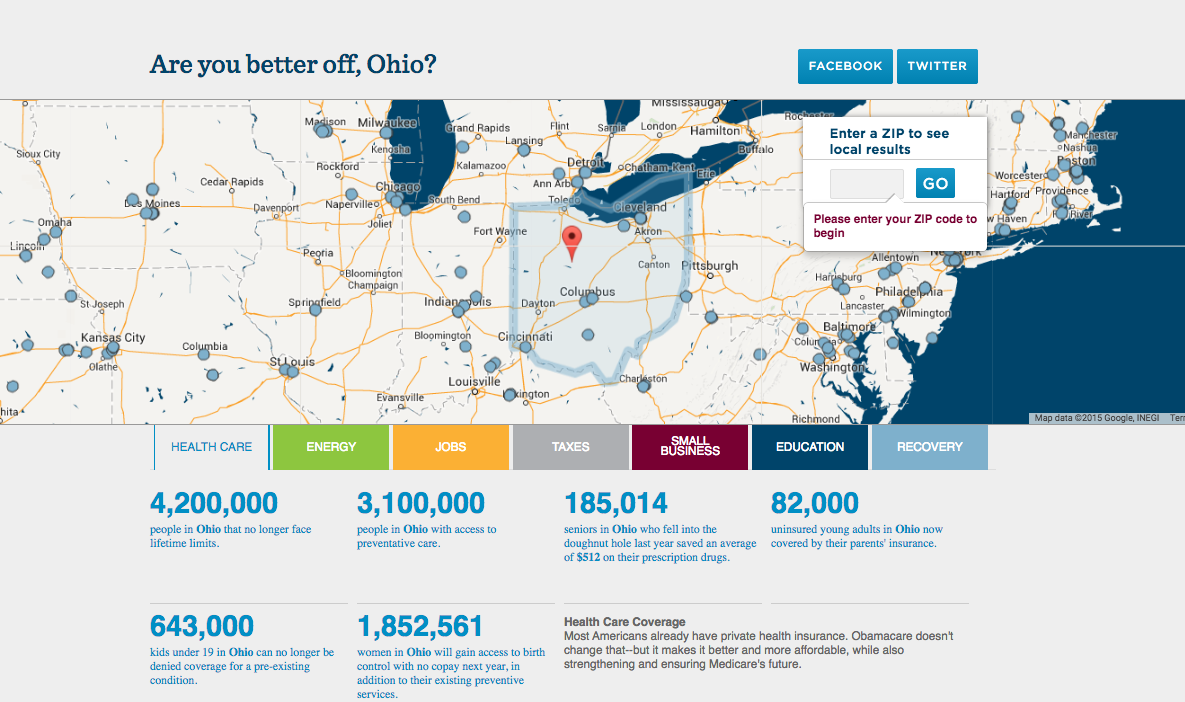 Are you better off, Ohio?
FACEBOOK
TWITTER
Mississauga
Madison
Milwaukee
Grand Rapids
Flint
Sarnia
London
Hamilton
Enter a ZIP to see
local results
Manchester
Nashua
Sioux City
Kenosha
Lansing
Buffalo
Boston
Rockford
Kalamazoo
Detroit
Chatham-Kent
Erie
Worcester
Cedar Rapids
Chicago
Ann Arbor
GO
Hartford
Providence
Des Moines
Davenport
Naperville
South Bend
Toledo
Cleveland
Omaha
Joliet
Fort Wayne
Akron
Please enter your ZIP code to
begin
Lincoln
Peoria
Canton
Pittsburgh
Allentown
Bloomington
Champaign
Harrisburg
St Joseph
Springfield
Indianapolis
Dayton
Columbus
Philadelphia
Lancaster
Wilmington
Kansas City
Columbia
Bloomington
Cincinnati
Baltimore
Olathe
St Louis
Washington
Louisville
Charleston
Evansville
Richmond
Map data ©2015 Google, INEGI
HEALTH CARE
ENERGY
JOBS
TAXES
SMALL
BUSINESS
EDUCATION
RECOVERY
4,200,000
people in Ohio that no longer face
lifetime limits.
3,100,000
people in Ohio with access to
preventative care.
185,014
seniors in Ohio who fell into the
doughnut hole last year saved an average
of $512 on their prescription drugs.
82,000
uninsured young adults in Ohio now
covered by their parents' insurance.
643,000
kids under 19 in Ohio can no longer be
denied coverage for a pre-existing
condition.
1,852,561
women in Ohio will gain access to birth
control with no copay next year, in
addition to their existing preventive
services.
Health Care Coverage
Most Americans already have private health insurance. Obamacare doesn't
change that--but it makes it better and more affordable, while also
strengthening and ensuring Medicare's future.